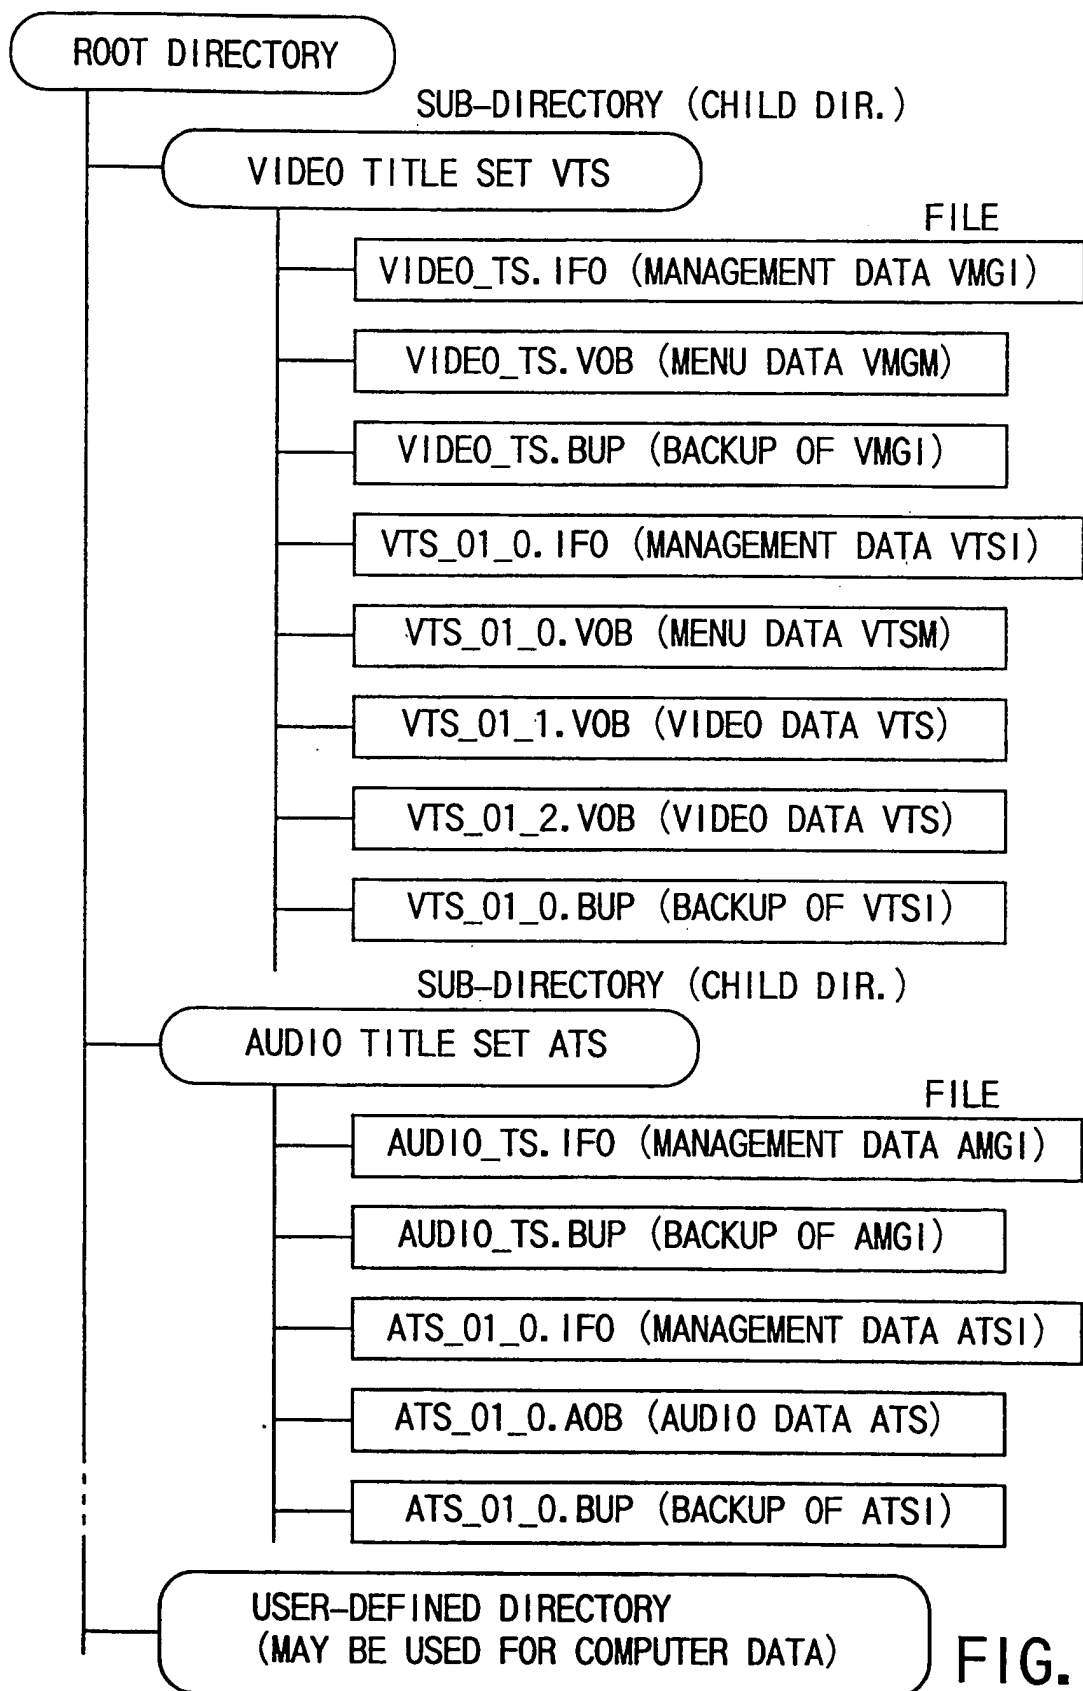 ROOT DIRECTORY
SUB-DIRECTORY (CHILD DIR.)
VIDEO TITLE SET VTS
FILE
VIDEO_TS.IFO (MANAGEMENT DATA VMGI)
VIDEO_TS.VOB (MENU DATA VMGM)
VIDEO_TS.BUP (BACKUP OF VMGI)
VTS_01_0.IFO (MANAGEMENT DATA VTSI)
VTS_01_0.VOB (MENU DATA VTSM)
VTS_01_1.VOB (VIDEO DATA VTS)
VTS_01_2.VOB (VIDEO DATA VTS)
VTS_01_0.BUP (BACKUP OF VTSI)
SUB-DIRECTORY (CHILD DIR.)
AUDIO TITLE SET ATS
FILE
AUDIO_TS.IFO (MANAGEMENT DATA AMGI)
AUDIO_TS.BUP (BACKUP OF AMGI)
ATS_01_0.IFO (MANAGEMENT DATA ATSI)
ATS_01_0.AOB (AUDIO DATA ATS)
ATS_01_0.BUP (BACKUP OF ATSI)
USER-DEFINED DIRECTORY
(MAY BE USED FOR COMPUTER DATA)
FIG.